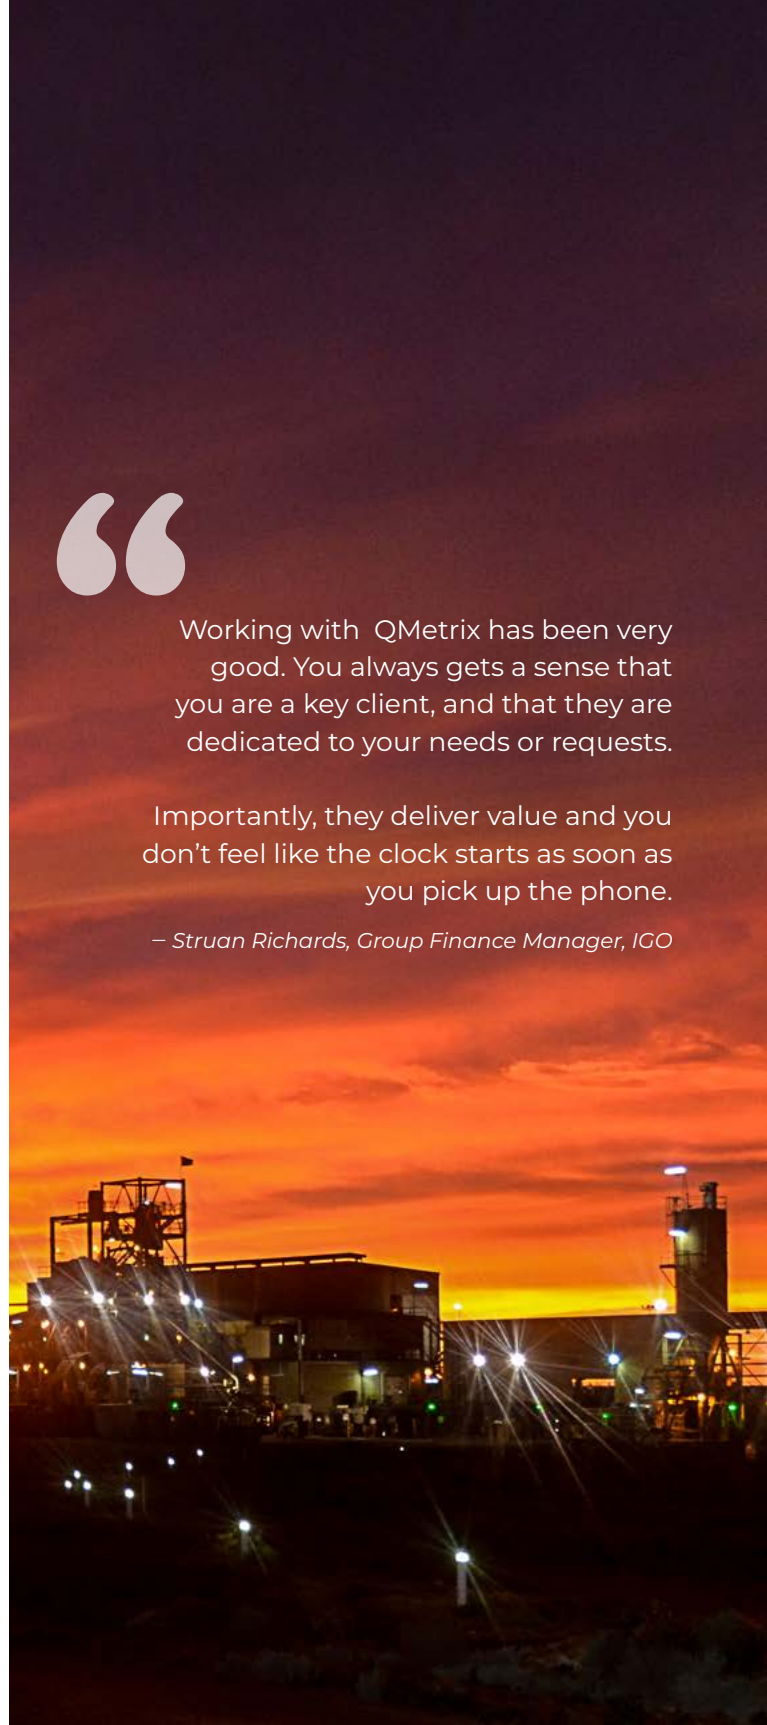 “
Working with  QMetrix has been very
good. You always gets a sense that
you are a key client, and that they are
dedicated to your needs or requests.
Importantly, they deliver value and you
don’t feel like the clock starts as soon as
you pick up the phone.
– Struan Richards, Group Finance Manager, IGO